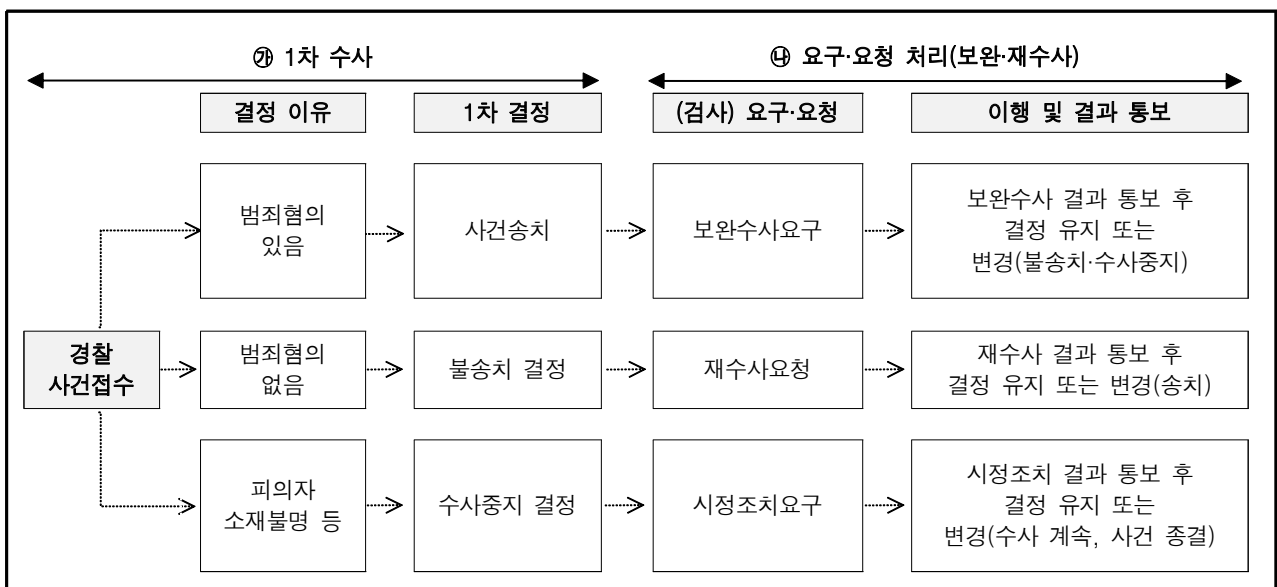 ㉮ 1차 수사
㉯ 요구·요청 처리(보완·재수사)
결정 이유
1차 결정
(검사) 요구·요청
이행 및 결과 통보
범죄혐의
있음
사건송치
보완수사요구
보완수사 결과 통보 후
결정 유지 또는
변경(불송치·수사중지)
경찰
사건접수
범죄혐의
없음
불송치 결정
재수사요청
재수사 결과 통보 후
결정 유지 또는 변경(송치)
피의자
소재불명 등
수사중지 결정
시정조치요구
시정조치 결과 통보 후
결정 유지 또는
변경(수사 계속, 사건 종결)